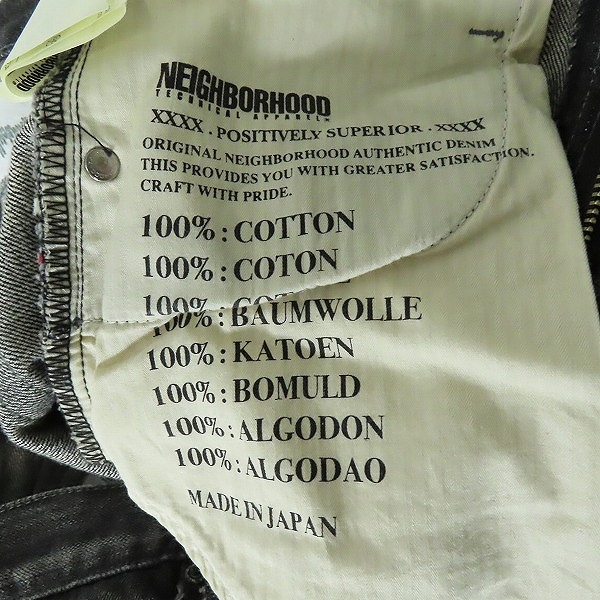 NEIGHBORHOOD
TECHNICAL APPAREL
XXXX . POSITIVELY SUPERIOR . XXXX
ORIGINAL NEIGHBORHOOD AUTHENTIC DENIM
THIS PROVIDES YOU WITH GREATER SATISFACTION.
CRAFT WITH PRIDE.
100% : COTTON
100% : COTON
100% :
100% : BAUMWOLLE
100% : KATOEN
100% : BOMULD
100% : ALGODON
100% : ALGODAO
MADE IN JAPAN